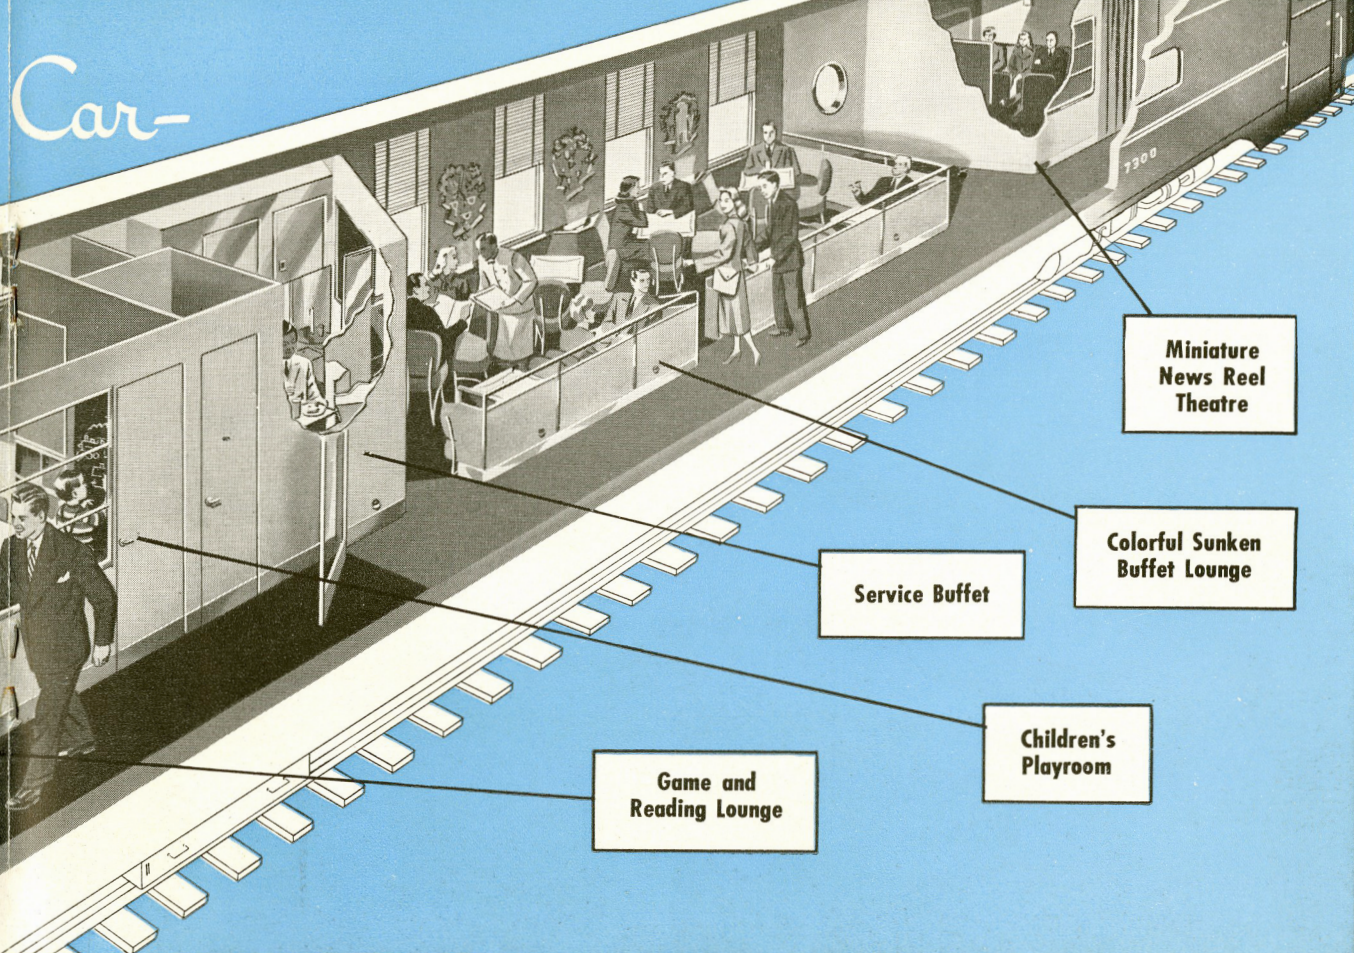 Car-
7300
Miniature
News Reel
Theatre
Colorful Sunken
Buffet Lounge
Service Buffet
Children's
Playroom
Game and
Reading Lounge